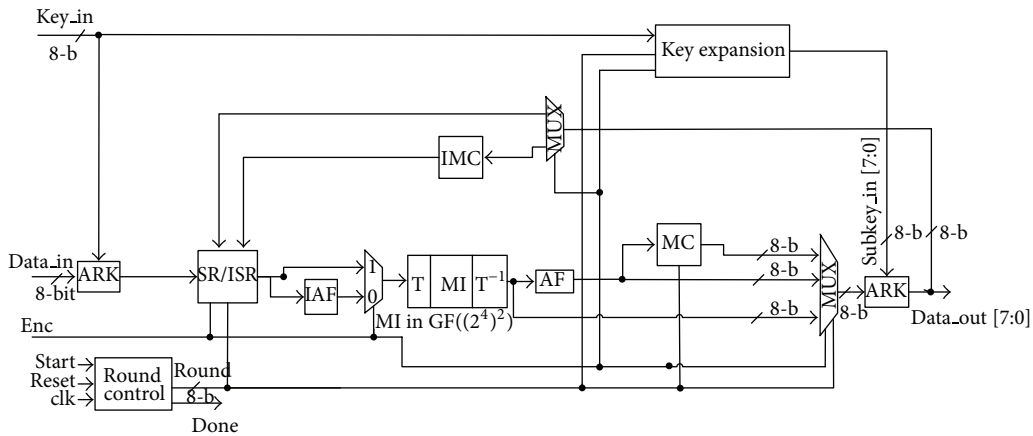 Key_in
8-b
Key expansion
MUX
IMC
Subkey_in [7:0]
8-b
8-b
Data_in
8-bit
ARK
SR/ISR
IAF
1
0
T
MI
T⁻¹
MI in GF((2⁴)²)
AF
MC
8-b
8-b
8-b
MUX
8-b
ARK
Data_out [7:0]
Enc
Start
Reset
clk
Round control
Round
8-b
Done